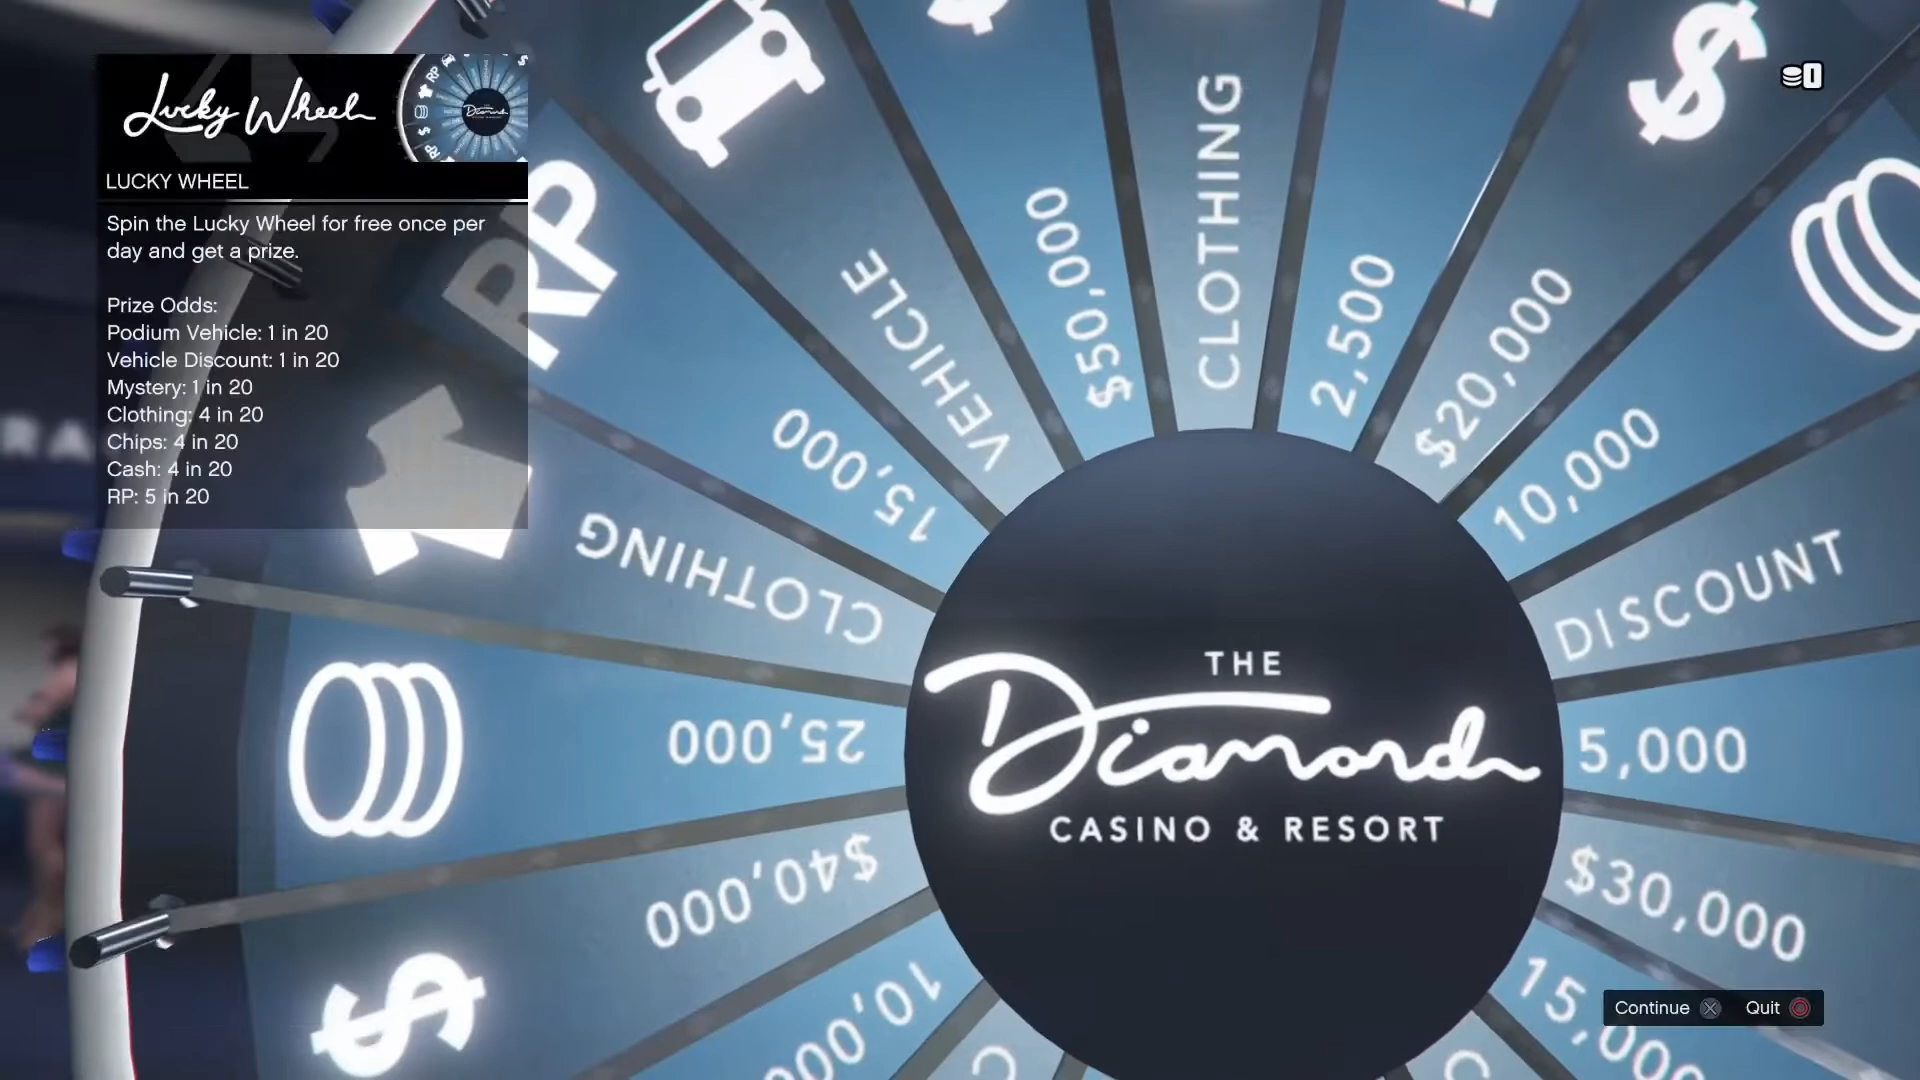 Lucky Wheel
LUCKY WHEEL
Spin the Lucky Wheel for free once per
day and get a prize.
Prize Odds:
Podium Vehicle: 1 in 20
Vehicle Discount: 1 in 20
Mystery: 1 in 20
Clothing: 4 in 20
Chips: 4 in 20
Cash: 4 in 20
RP: 5 in 20
RP
15,000
VEHICLE
$50,000
CLOTHING
2,500
$
$20,000
10,000
DISCOUNT
5,000
$30,000
15,000
CLOTHING
25,000
$40,000
$
10,000
THE
Diamond
CASINO & RESORT
Continue
Quit